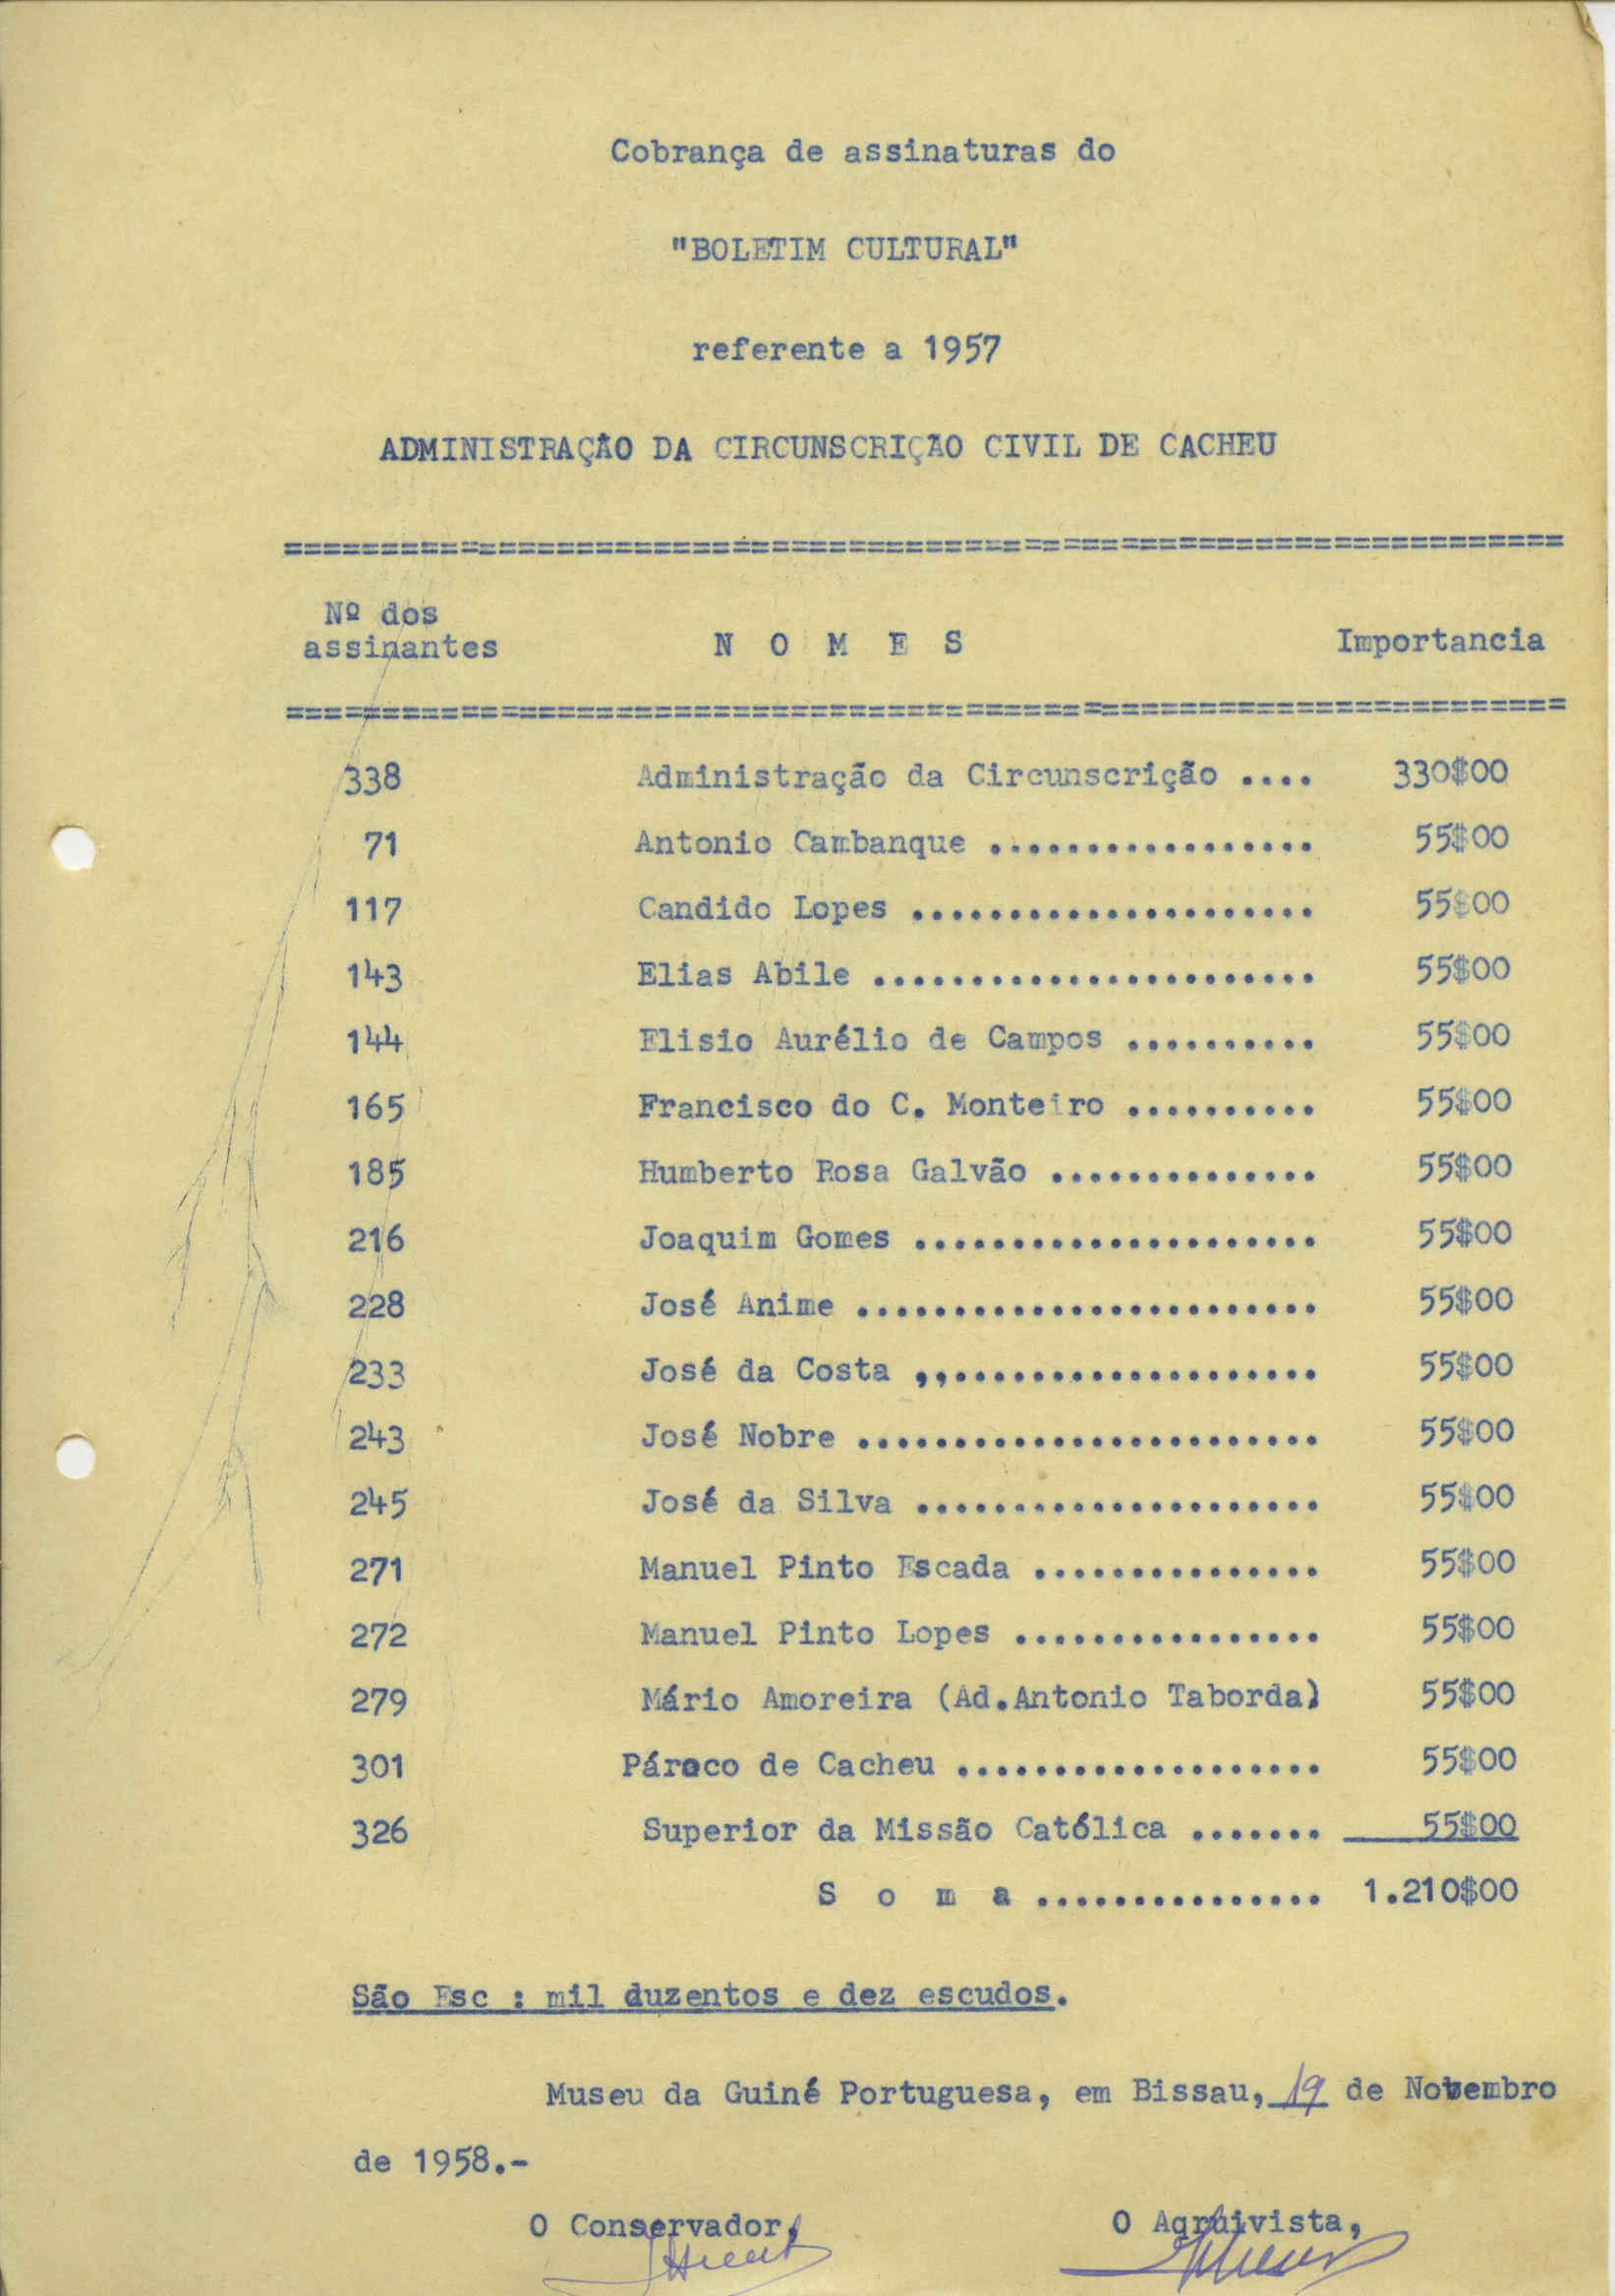 Cobrança de assinaturas do
"BOLETIM CULTURAL"
referente a 1957
ADMINISTRAÇÃO DA CIRCUNSCRIÇÃO CIVIL DE CACHEU
==================================================================
Nº dos
assinantes N O M E S Importancia
==================================================================
338 Administração da Circunscrição .... 330$00
71 Antonio Cambanque ................. 55$00
117 Candido Lopes ..................... 55$00
143 Elias Abile ....................... 55$00
144 Elisio Aurélio de Campos .......... 55$00
165 Francisco do C. Monteiro .......... 55$00
185 Humberto Rosa Galvão .............. 55$00
216 Joaquim Gomes ..................... 55$00
228 José Anime ........................ 55$00
233 José da Costa ,,................... 55$00
243 José Nobre ........................ 55$00
245 José da Silva ..................... 55$00
271 Manuel Pinto Escada ............... 55$00
272 Manuel Pinto Lopes ................ 55$00
279 Mário Amoreira (Ad.Antonio Taborda) 55$00
301 Pároco de Cacheu ................... 55$00
326 Superior da Missão Católica ....... 55$00
S o m a ............... 1.210$00
São Esc : mil duzentos e dez escudos.
Museu da Guiné Portuguesa, em Bissau, 19 de Novembro
de 1958.-
O Conservador, O Aqruivista,